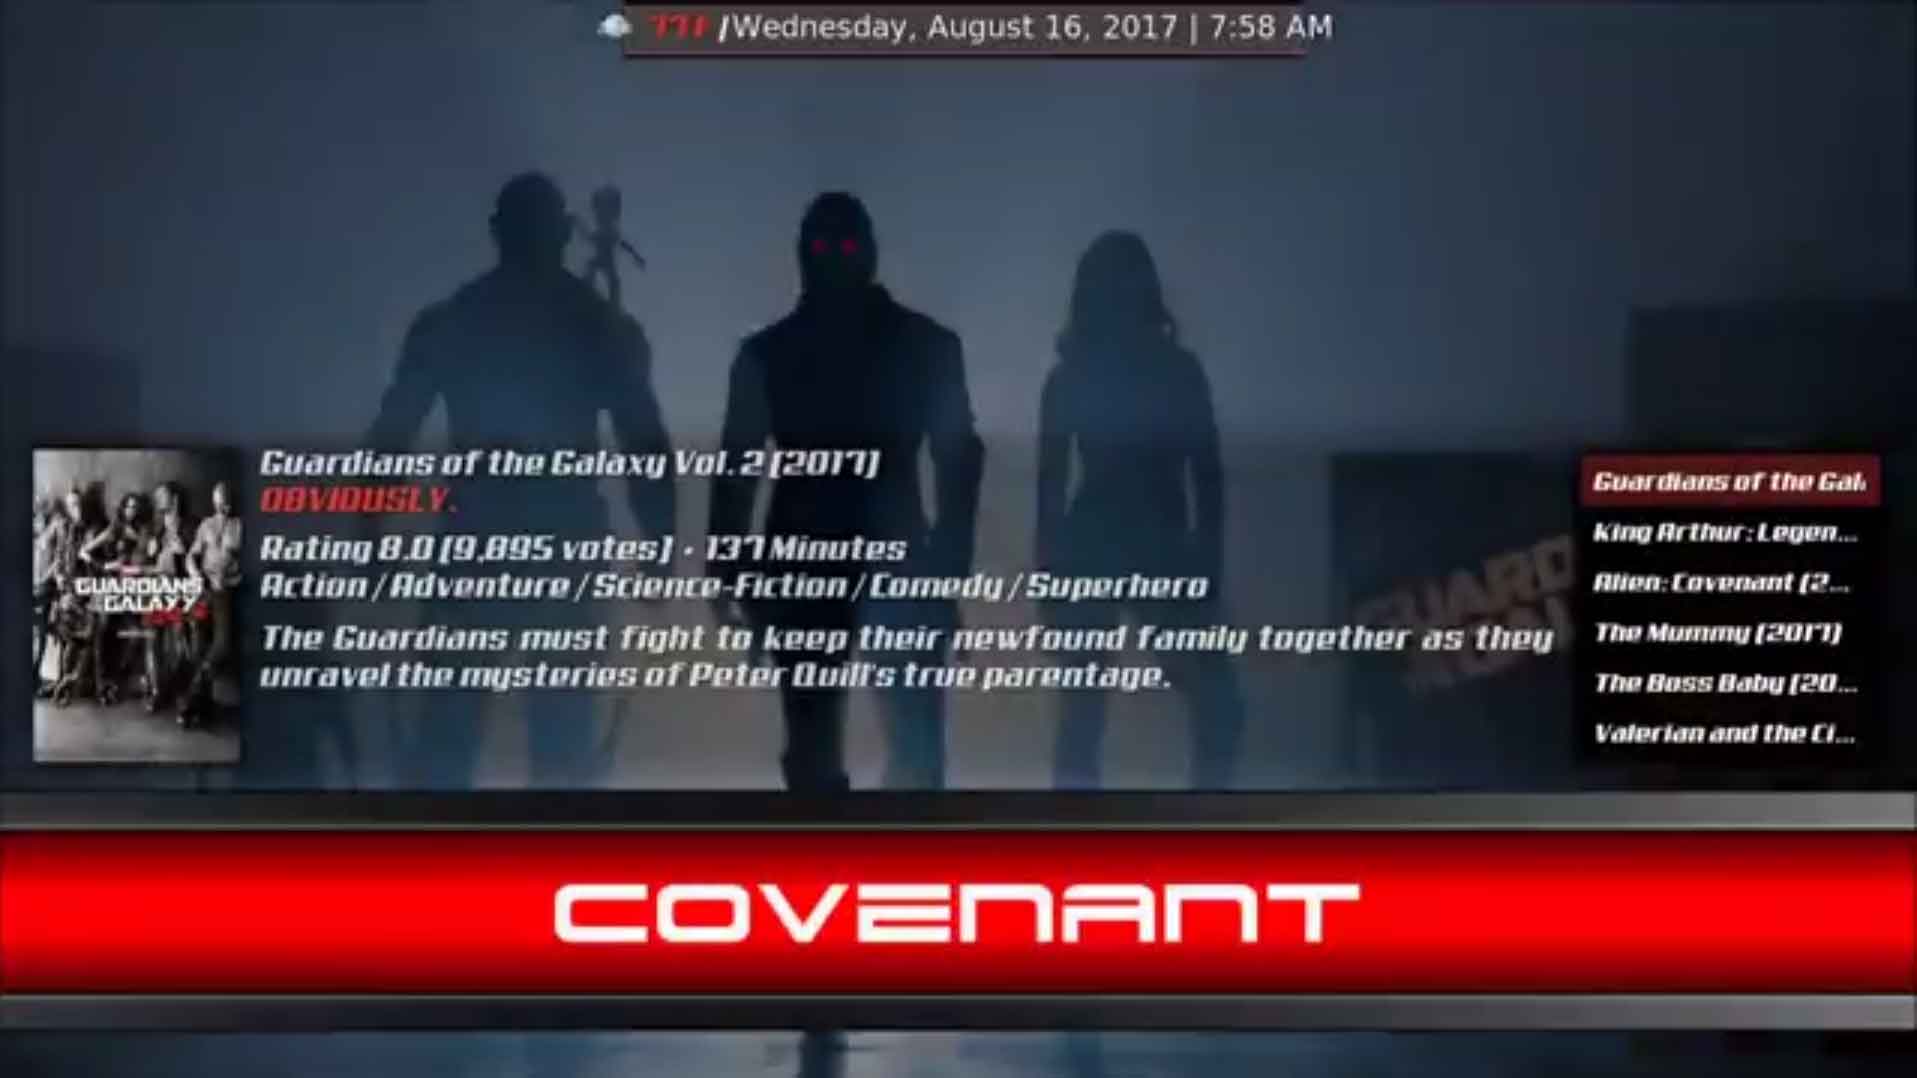 77F / Wednesday, August 16, 2017 | 7:58 AM
Guardians of the Galaxy Vol. 2 (2017)
OBVIOUSLY.
Rating 8.0 (9,895 votes) • 137 Minutes
Action / Adventure / Science-Fiction / Comedy / Superhero
The Guardians must fight to keep their newfound family together as they
unravel the mysteries of Peter Quill's true parentage.
GUARDIANS
GALAXY
Guardians of the Gal
King Arthur: Legen...
Alien: Covenant (2...
The Mummy (2017)
The Boss Baby (20...
Valerian and the Ci...
COVENANT